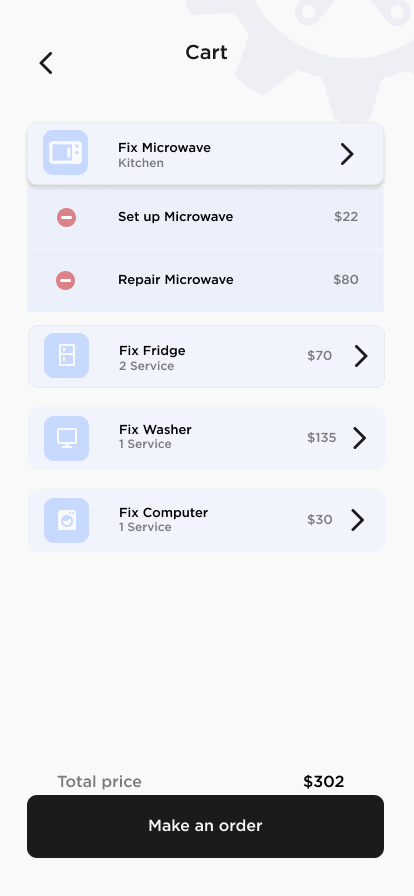 Cart
Fix Microwave
Kitchen
Set up Microwave $22
Repair Microwave $80
Fix Fridge
2 Service
$70
Fix Washer
1 Service
$135
Fix Computer
1 Service
$30
Total price $302
Make an order